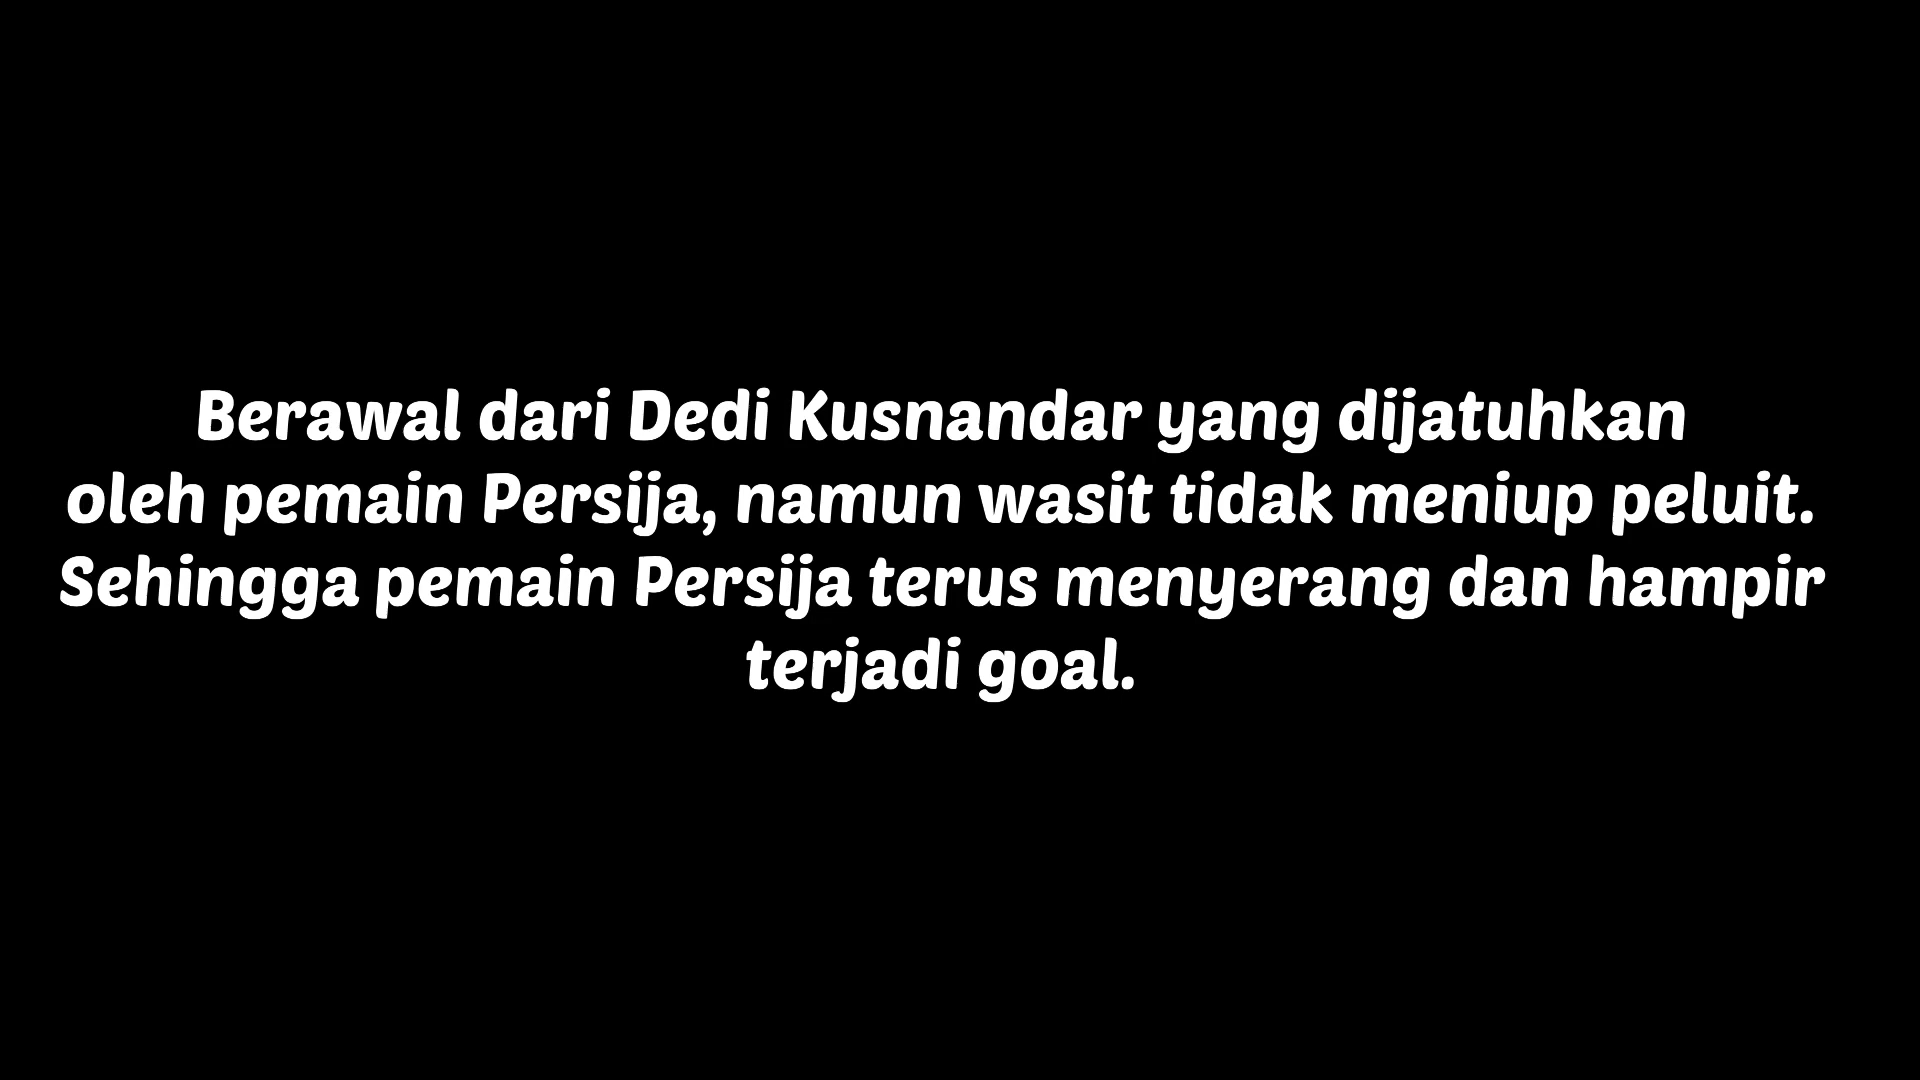 Berawal dari Dedi Kusnandar yang dijatuhkan
oleh pemain Persija, namun wasit tidak meniup peluit.
Sehingga pemain Persija terus menyerang dan hampir
terjadi goal.